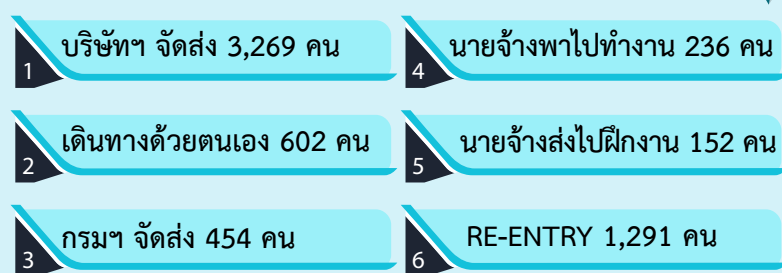 1 บริษัทฯ จัดส่ง 3,269 คน
2 เดินทางด้วยตนเอง 602 คน
3 กรมฯ จัดส่ง 454 คน
4 นายจ้างพาไปทำงาน 236 คน
5 นายจ้างส่งไปฝึกงาน 152 คน
6 RE-ENTRY 1,291 คน